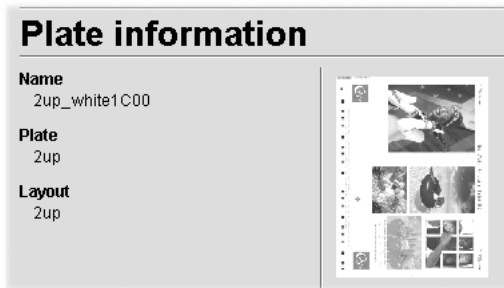 Plate information
Name
2up_white1C00
Plate
2up
Layout
2up